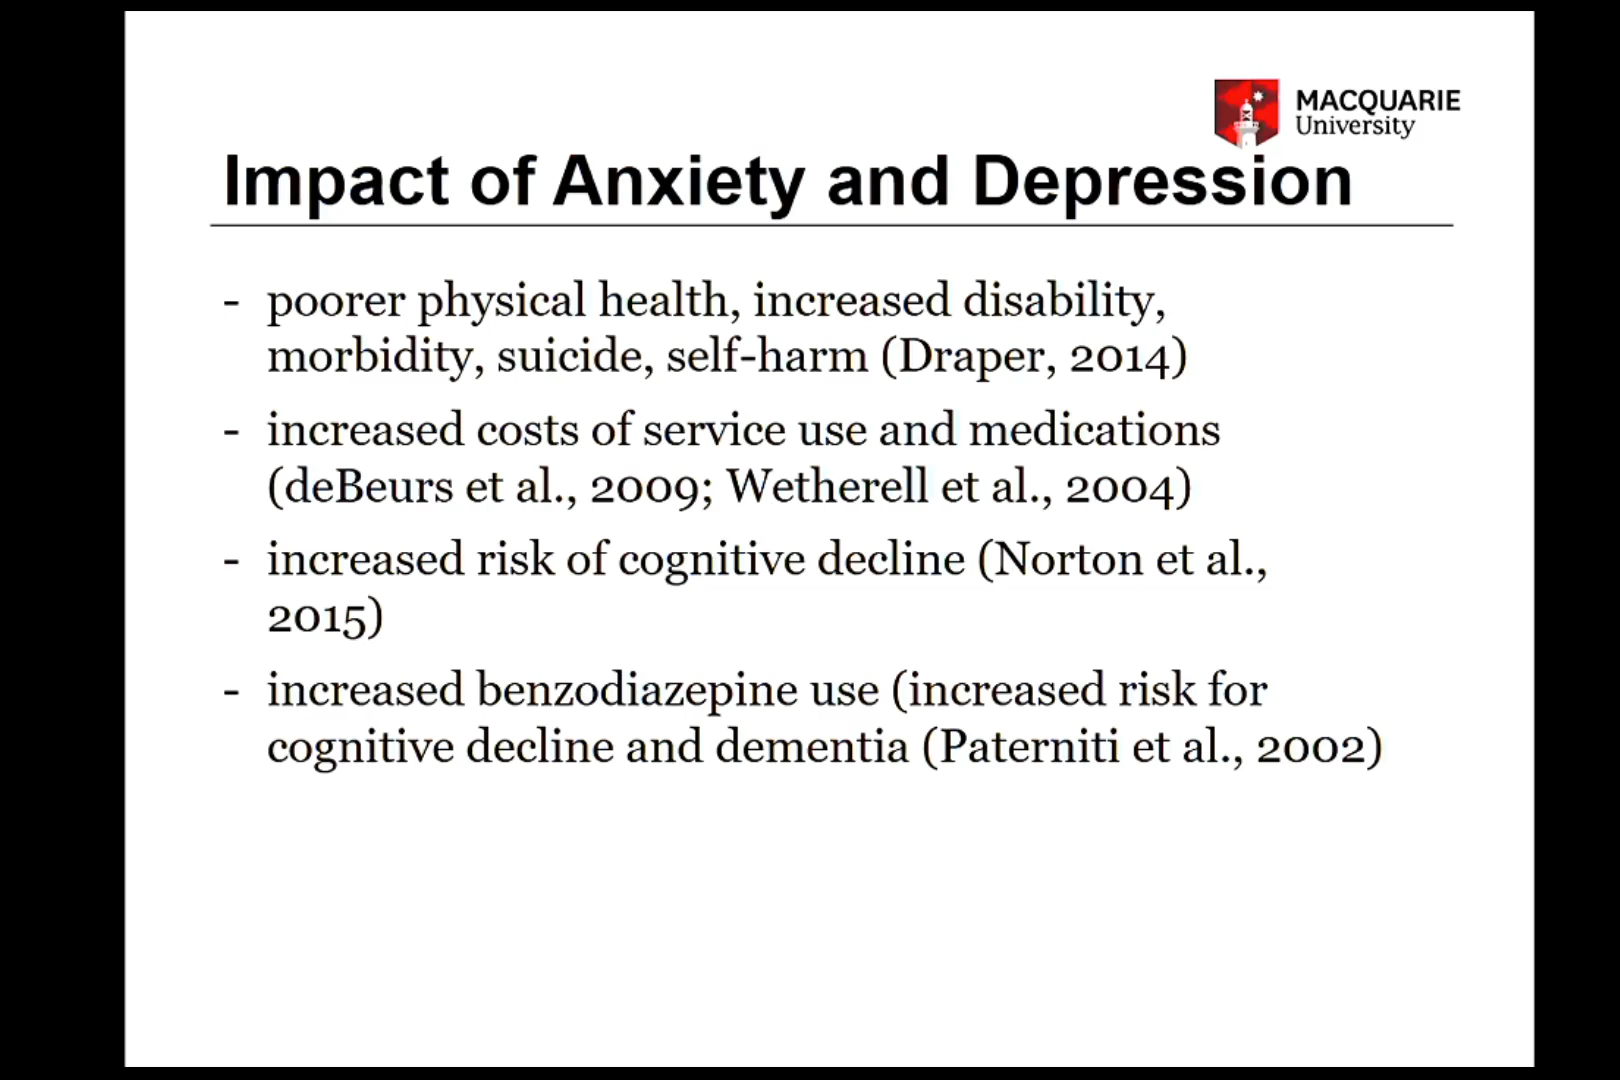 MACQUARIE
University
Impact of Anxiety and Depression
- poorer physical health, increased disability,
morbidity, suicide, self-harm (Draper, 2014)
- increased costs of service use and medications
(deBeurs et al., 2009; Wetherell et al., 2004)
- increased risk of cognitive decline (Norton et al.,
2015)
- increased benzodiazepine use (increased risk for
cognitive decline and dementia (Paterniti et al., 2002)